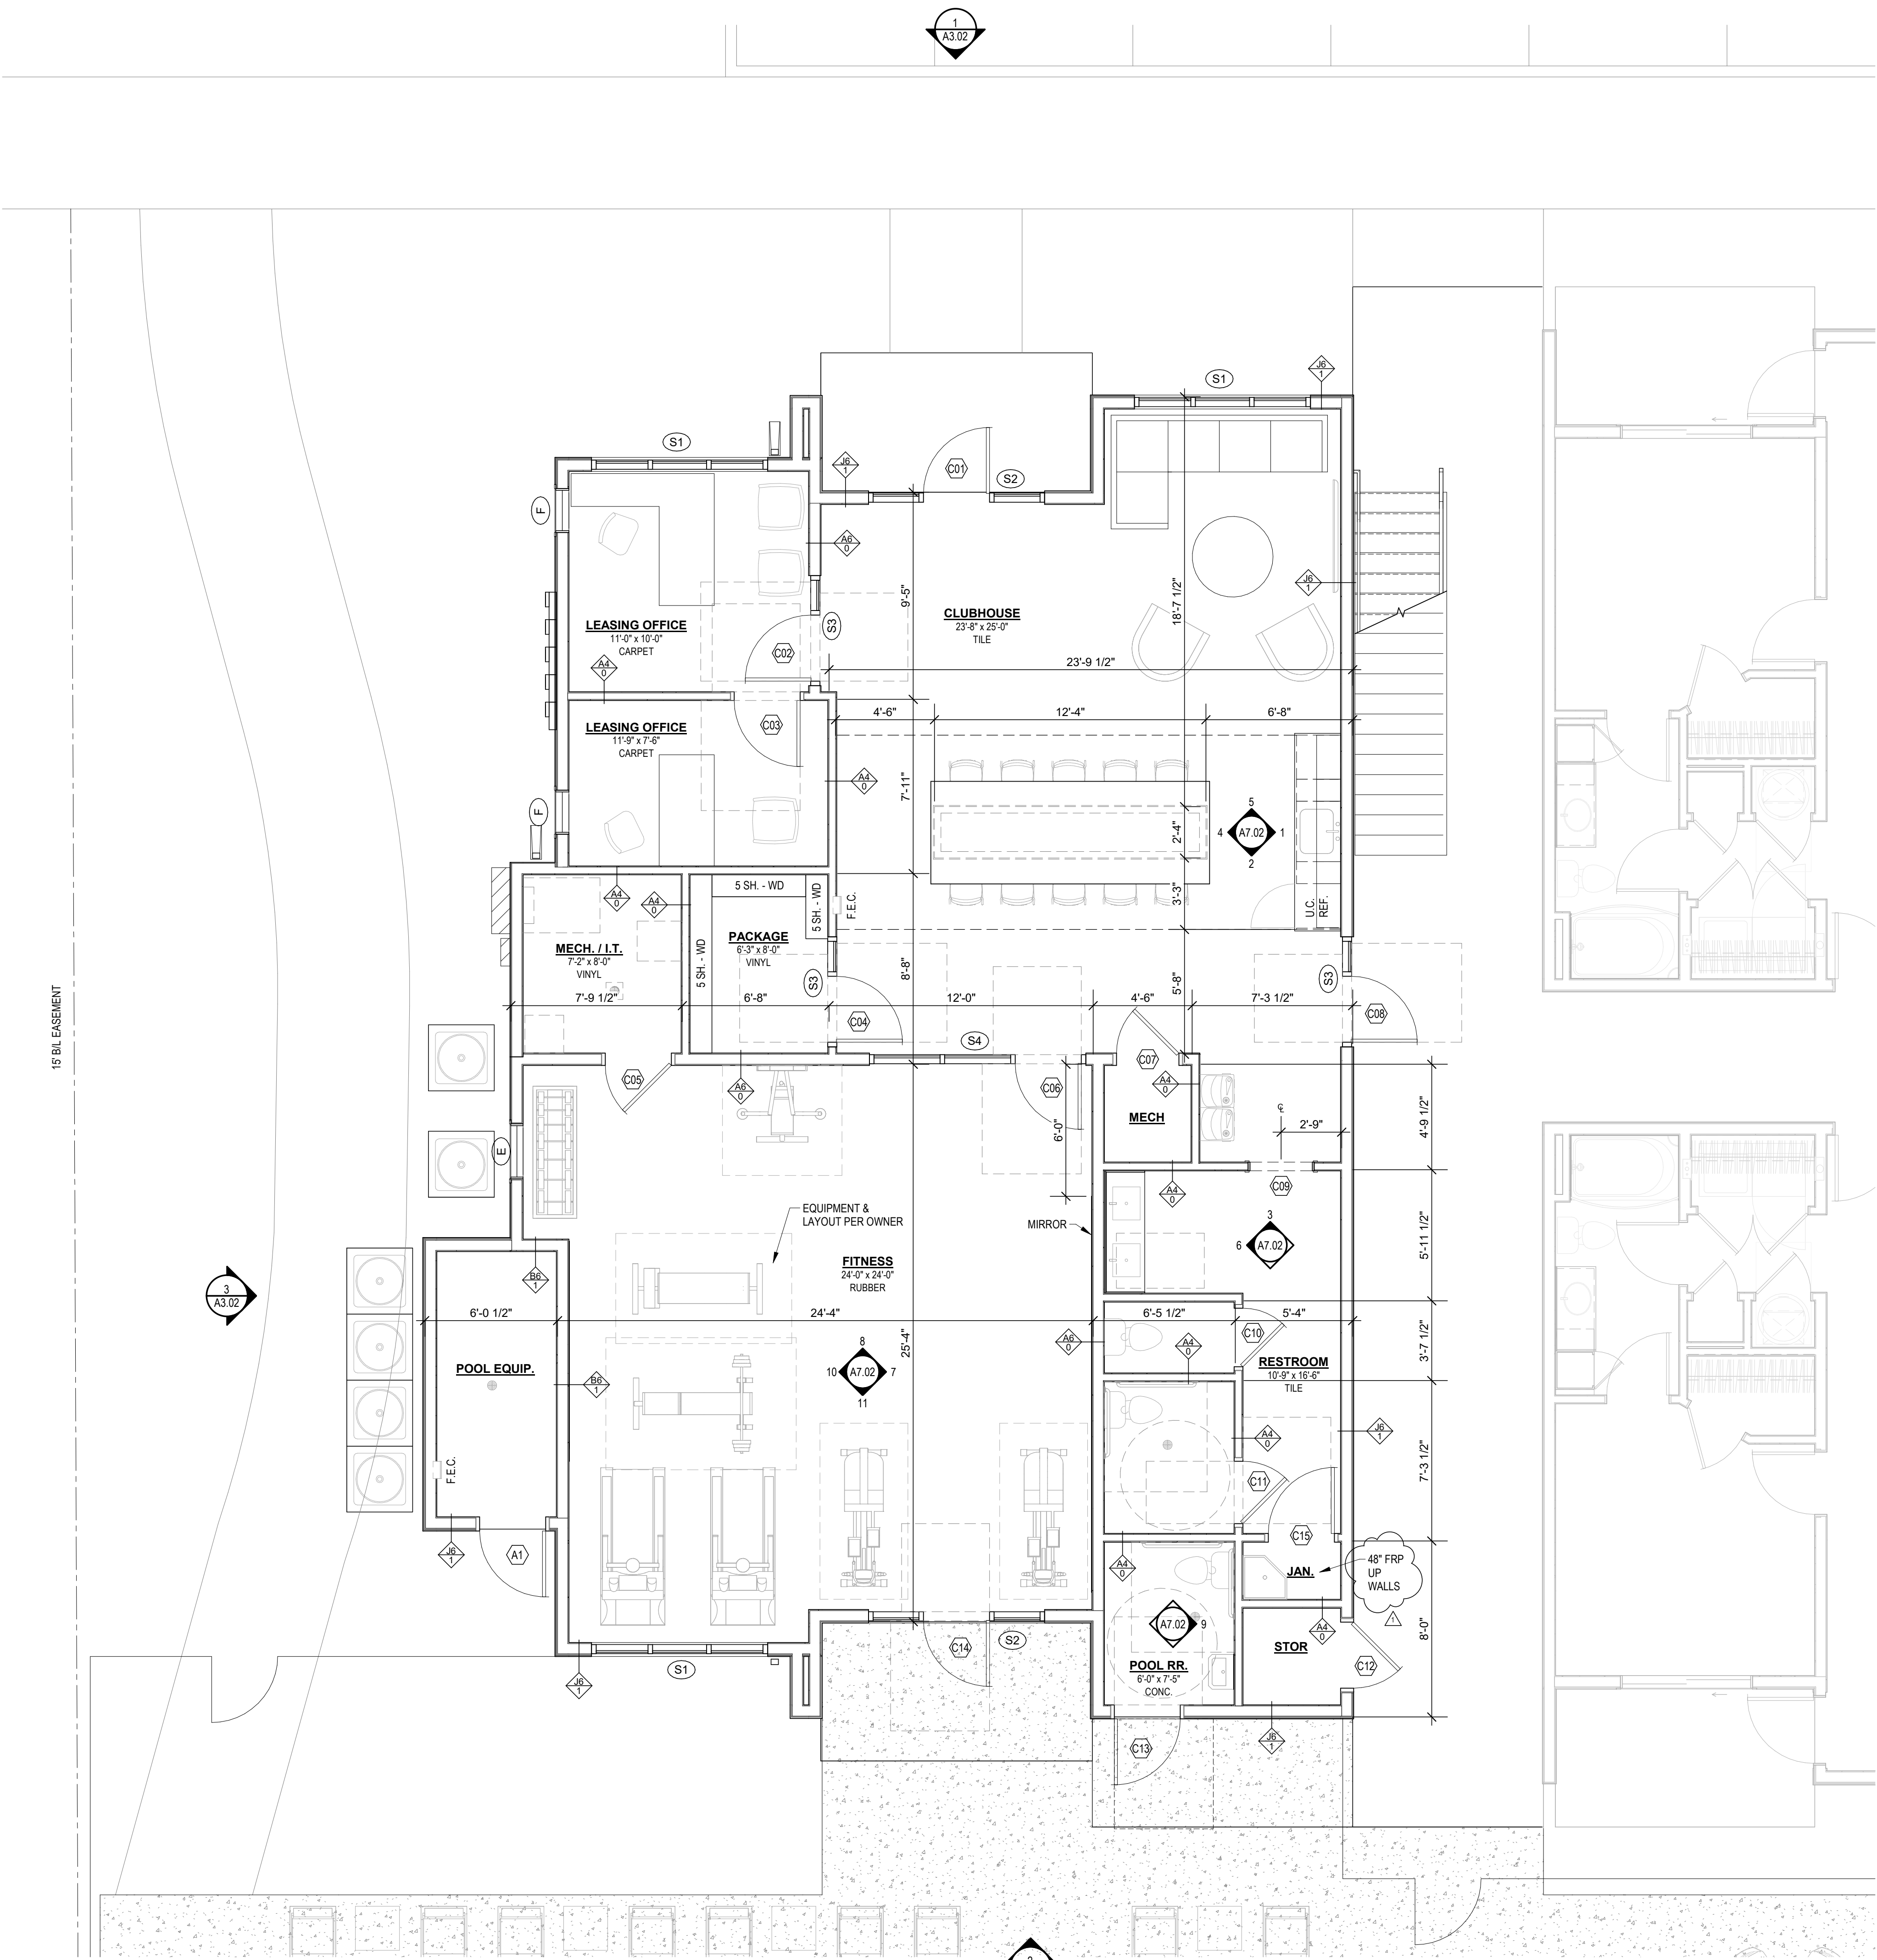 1
A3.02
S1
J6
1
S1
J6
1
C01
S2
F
A6
0
J6
1
9'-5"
18'-7 1/2"
CLUBHOUSE
23'-8" x 25'-0"
TILE
LEASING OFFICE
11'-0" x 10'-0"
CARPET
S3
C02
A4
0
23'-9 1/2"
4'-6"
12'-4"
6'-8"
LEASING OFFICE
11'-9" x 7'-6"
CARPET
C03
A4
0
7'-11"
F
2'-4"
5
4
A7.02
1
2
A4
0
A4
0
5 SH. - WD
5 SH. - WD
F.E.C.
3'-3"
U.C.
REF.
PACKAGE
6'-3" x 8'-0"
VINYL
5 SH. - WD
MECH. / I.T.
7'-2" x 8'-0"
VINYL
8'-8"
5'-8"
S3
S3
7'-9 1/2"
6'-8"
12'-0"
4'-6"
7'-3 1/2"
C04
C08
15' B/L EASEMENT
S4
C05
A6
0
C06
C07
A4
0
MECH
6'-0"
℄
2'-9"
4'-9 1/2"
E
A4
0
C09
EQUIPMENT &
LAYOUT PER OWNER
MIRROR
3
6
A7.02
5'-11 1/2"
FITNESS
24'-0" x 24'-0"
RUBBER
B6
1
3
A3.02
6'-0 1/2"
24'-4"
6'-5 1/2"
5'-4"
25'-4"
A6
0
A4
0
C10
3'-7 1/2"
POOL EQUIP.
B6
1
8
10
A7.02
7
11
RESTROOM
10'-9" x 16'-6"
TILE
A4
0
J6
1
F.E.C.
C11
7'-3 1/2"
J6
1
A1
C15
A4
0
JAN.
48" FRP
UP
WALLS
1
A7.02
9
A4
0
8'-0"
C14
S2
STOR
S1
J6
1
POOL RR.
6'-0" x 7'-5"
CONC.
C12
C13
J6
1